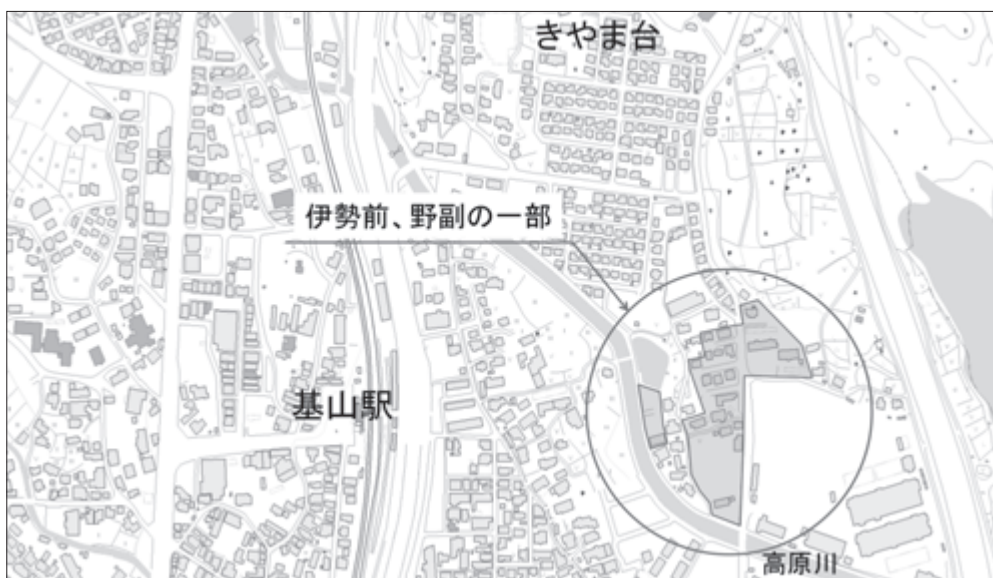 きやま台
伊勢前、野副の一部
基山駅
高原川